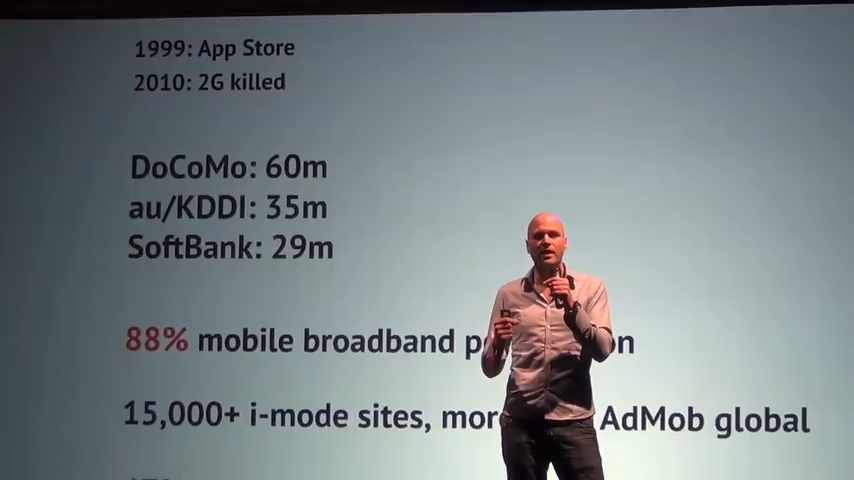 1999: App Store
2010: 2G killed
DoCoMo: 60m
au/KDDI: 35m
SoftBank: 29m
88% mobile broadband
15,000+ i-mode sites, more AdMob global